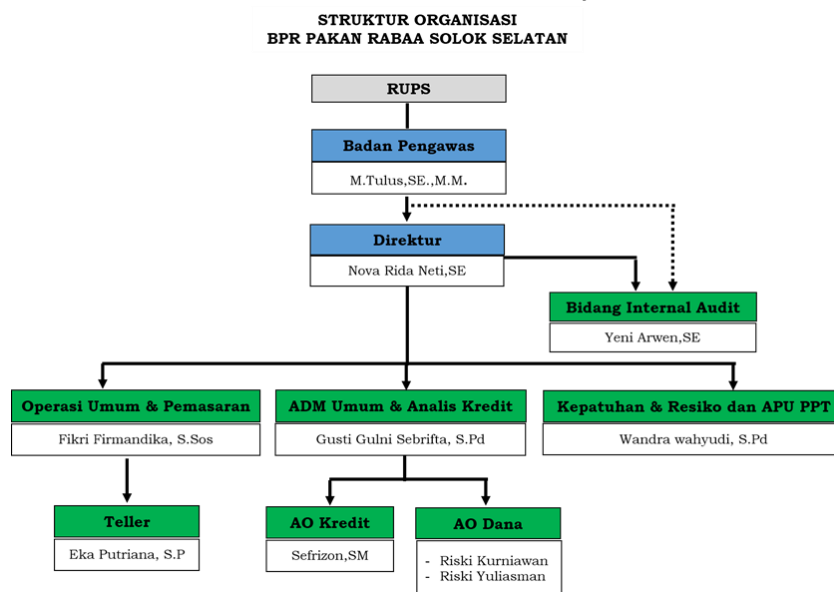 STRUKTUR ORGANISASI
BPR PAKAN RABAA SOLOK SELATAN
RUPS
Badan Pengawas
M.Tulus,SE.,M.M.
Direktur
Nova Rida Neti,SE
Bidang Internal Audit
Yeni Arwen,SE
Operasi Umum & Pemasaran
Fikri Firmandika, S.Sos
ADM Umum & Analis Kredit
Gusti Gulni Sebrifta, S.Pd
Kepatuhan & Resiko dan APU PPT
Wandra wahyudi, S.Pd
Teller
Eka Putriana, S.P
AO Kredit
Sefrizon,SM
AO Dana
- Riski Kurniawan
- Riski Yuliasman